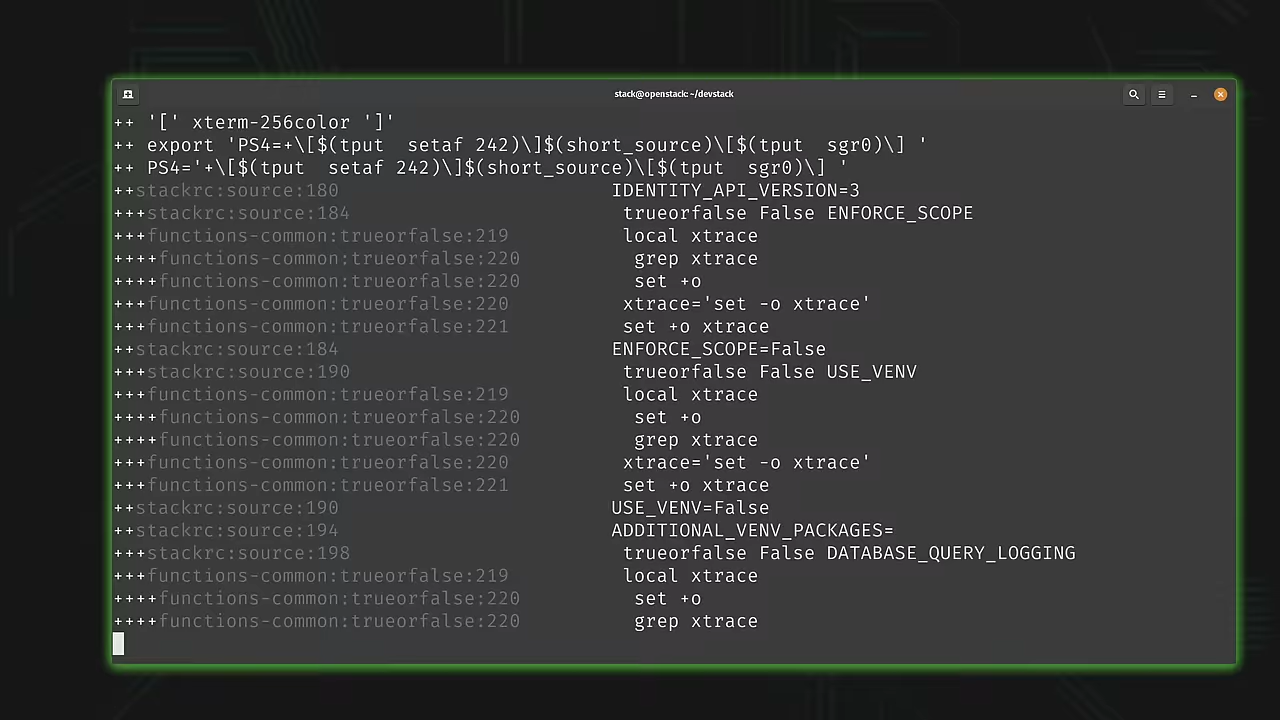 stack@openstack:~/devstack
++ '[' xterm-256color ']'
++ export 'PS4=+\[$(tput  setaf 242)\]$(short_source)\[$(tput  sgr0)\] '
++ PS4='+\[$(tput  setaf 242)\]$(short_source)\[$(tput  sgr0)\] '
++stackrc:source:180                        IDENTITY_API_VERSION=3
+++stackrc:source:184                        trueorfalse False ENFORCE_SCOPE
+++functions-common:trueorfalse:219          local xtrace
++++functions-common:trueorfalse:220          grep xtrace
++++functions-common:trueorfalse:220          set +o
+++functions-common:trueorfalse:220          xtrace='set -o xtrace'
+++functions-common:trueorfalse:221          set +o xtrace
++stackrc:source:184                        ENFORCE_SCOPE=False
+++stackrc:source:190                        trueorfalse False USE_VENV
+++functions-common:trueorfalse:219          local xtrace
++++functions-common:trueorfalse:220          set +o
++++functions-common:trueorfalse:220          grep xtrace
+++functions-common:trueorfalse:220          xtrace='set -o xtrace'
+++functions-common:trueorfalse:221          set +o xtrace
++stackrc:source:190                        USE_VENV=False
++stackrc:source:194                        ADDITIONAL_VENV_PACKAGES=
+++stackrc:source:198                        trueorfalse False DATABASE_QUERY_LOGGING
+++functions-common:trueorfalse:219          local xtrace
++++functions-common:trueorfalse:220          set +o
++++functions-common:trueorfalse:220          grep xtrace